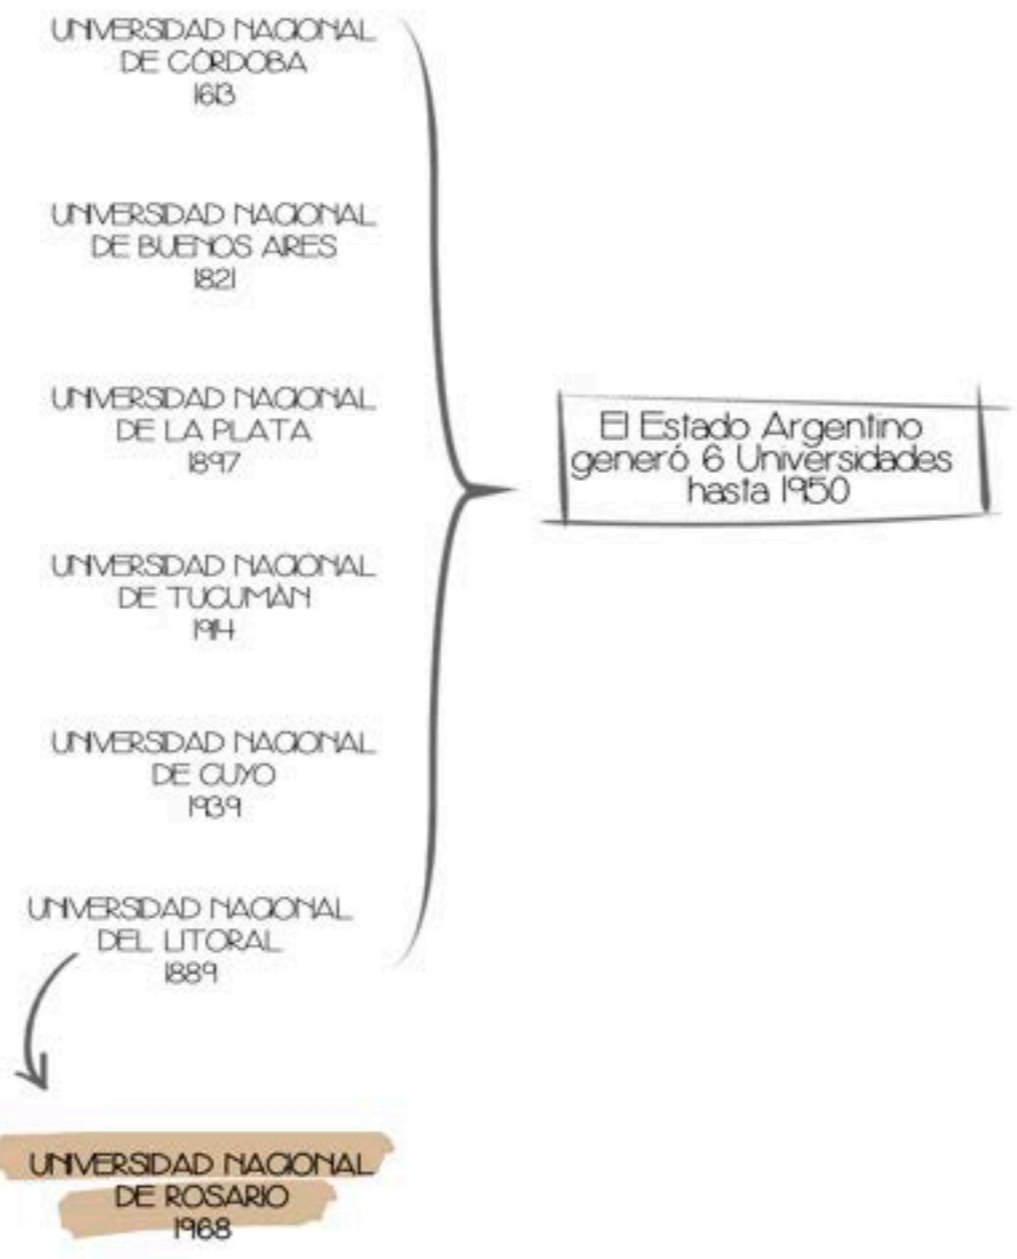 UNIVERSIDAD NACIONAL
DE CÓRDOBA
1613
UNIVERSIDAD NACIONAL
DE BUENOS AIRES
1821
UNIVERSIDAD NACIONAL
DE LA PLATA
1897
UNIVERSIDAD NACIONAL
DE TUCUMÀN
1914
UNIVERSIDAD NACIONAL
DE CUYO
1939
UNIVERSIDAD NACIONAL
DEL LITORAL
1889
El Estado Argentino
generó 6 Universidades
hasta 1950
UNIVERSIDAD NACIONAL
DE ROSARIO
1968